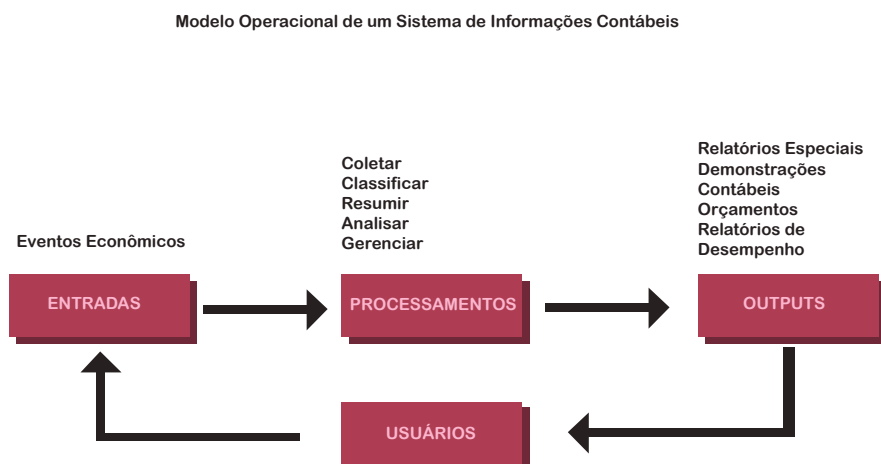 Modelo Operacional de um Sistema de Informações Contábeis
Eventos Econômicos
ENTRADAS
Coletar
Classificar
Resumir
Analisar
Gerenciar
PROCESSAMENTOS
Relatórios Especiais
Demonstrações
Contábeis
Orçamentos
Relatórios de
Desempenho
OUTPUTS
USUÁRIOS